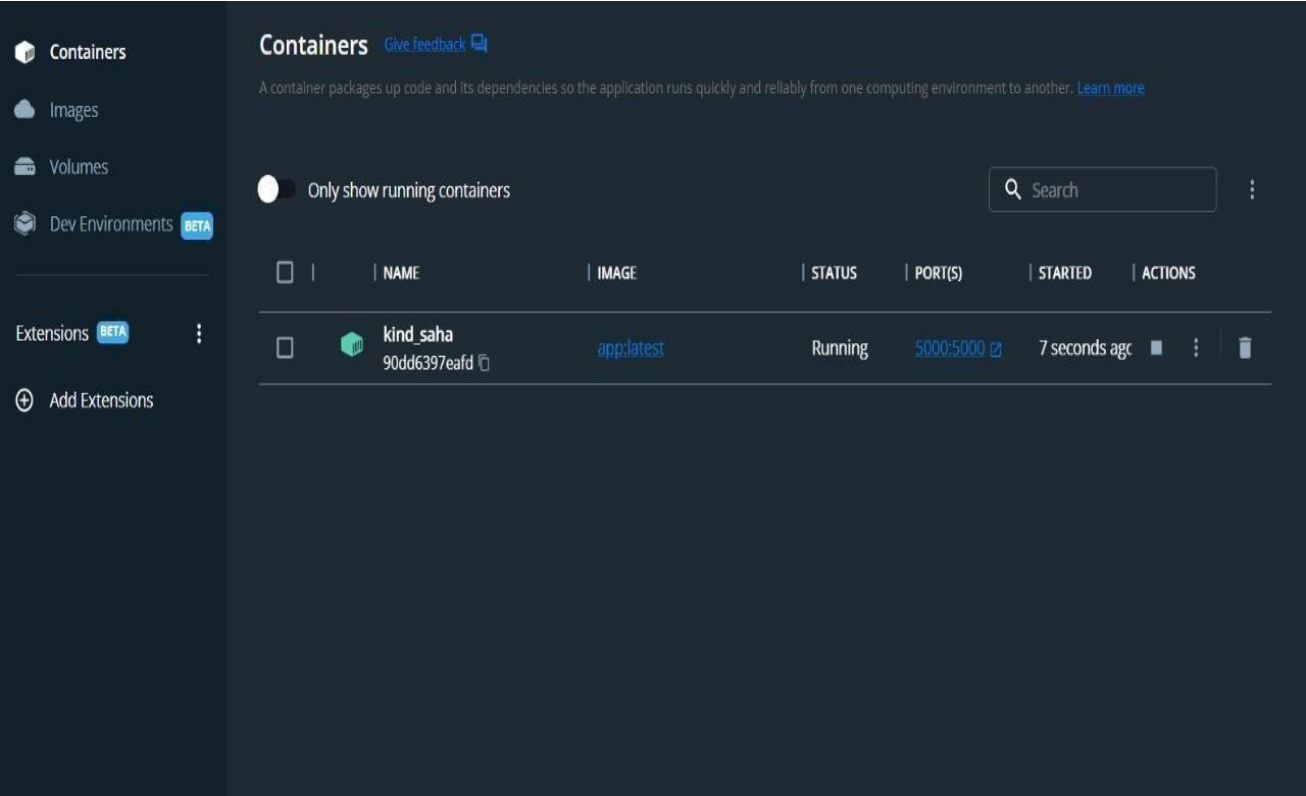 Containers
Images
Volumes
Dev Environments BETA
Extensions BETA
Add Extensions
Containers Give feedback
A container packages up code and its dependencies so the application runs quickly and reliably from one computing environment to another. Learn more
Only show running containers
Search
NAME IMAGE STATUS PORT(S) STARTED ACTIONS
kind_saha app:latest Running 5000:5000 7 seconds agc
90dd6397eafd